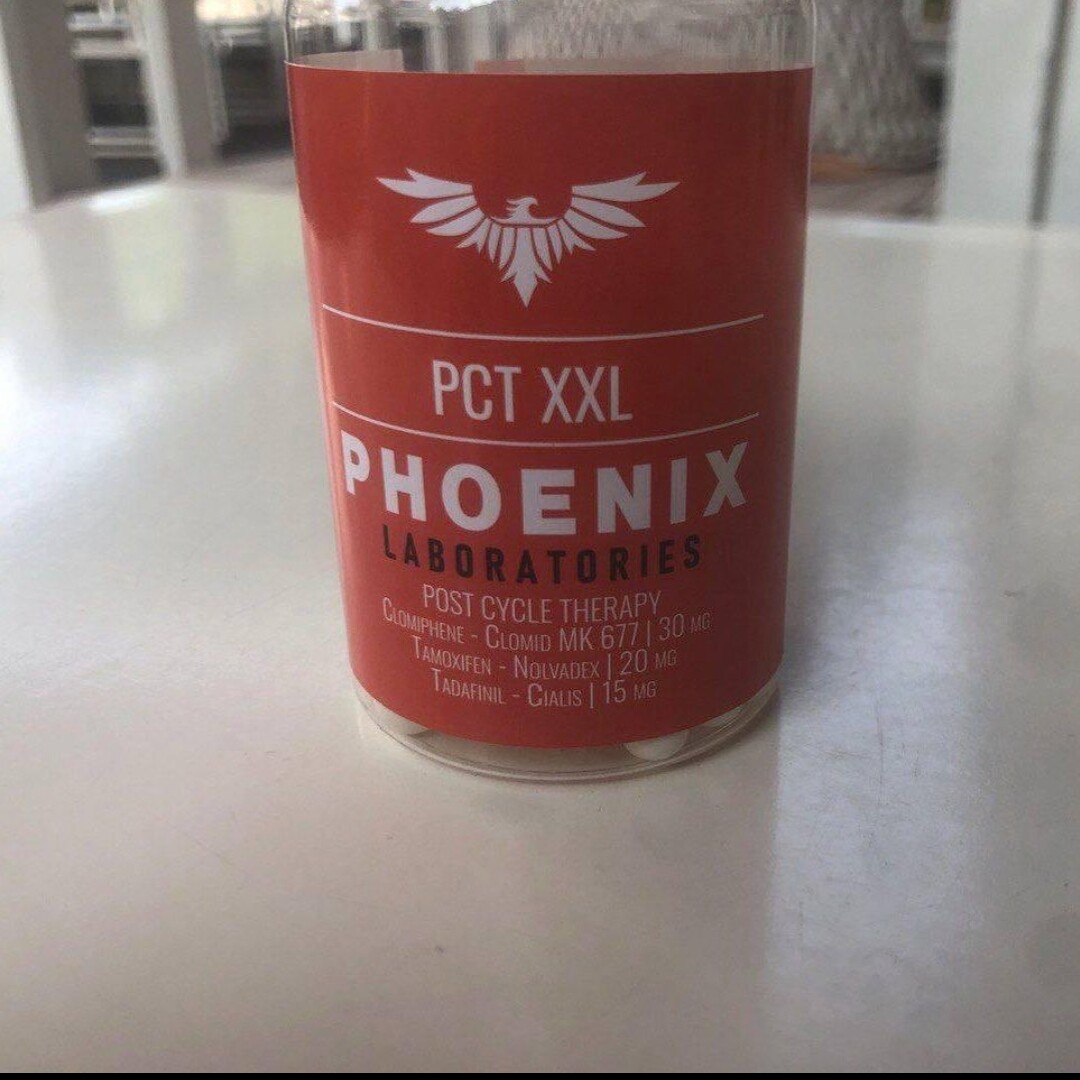 PCT XXL
PHOENIX
LABORATORIES
POST CYCLE THERAPY
CLOMIPHENE - CLOMID MK 677 | 30 MG
TAMOXIFEN - NOLVADEX | 20 MG
TADAFINIL - CIALIS | 15 MG